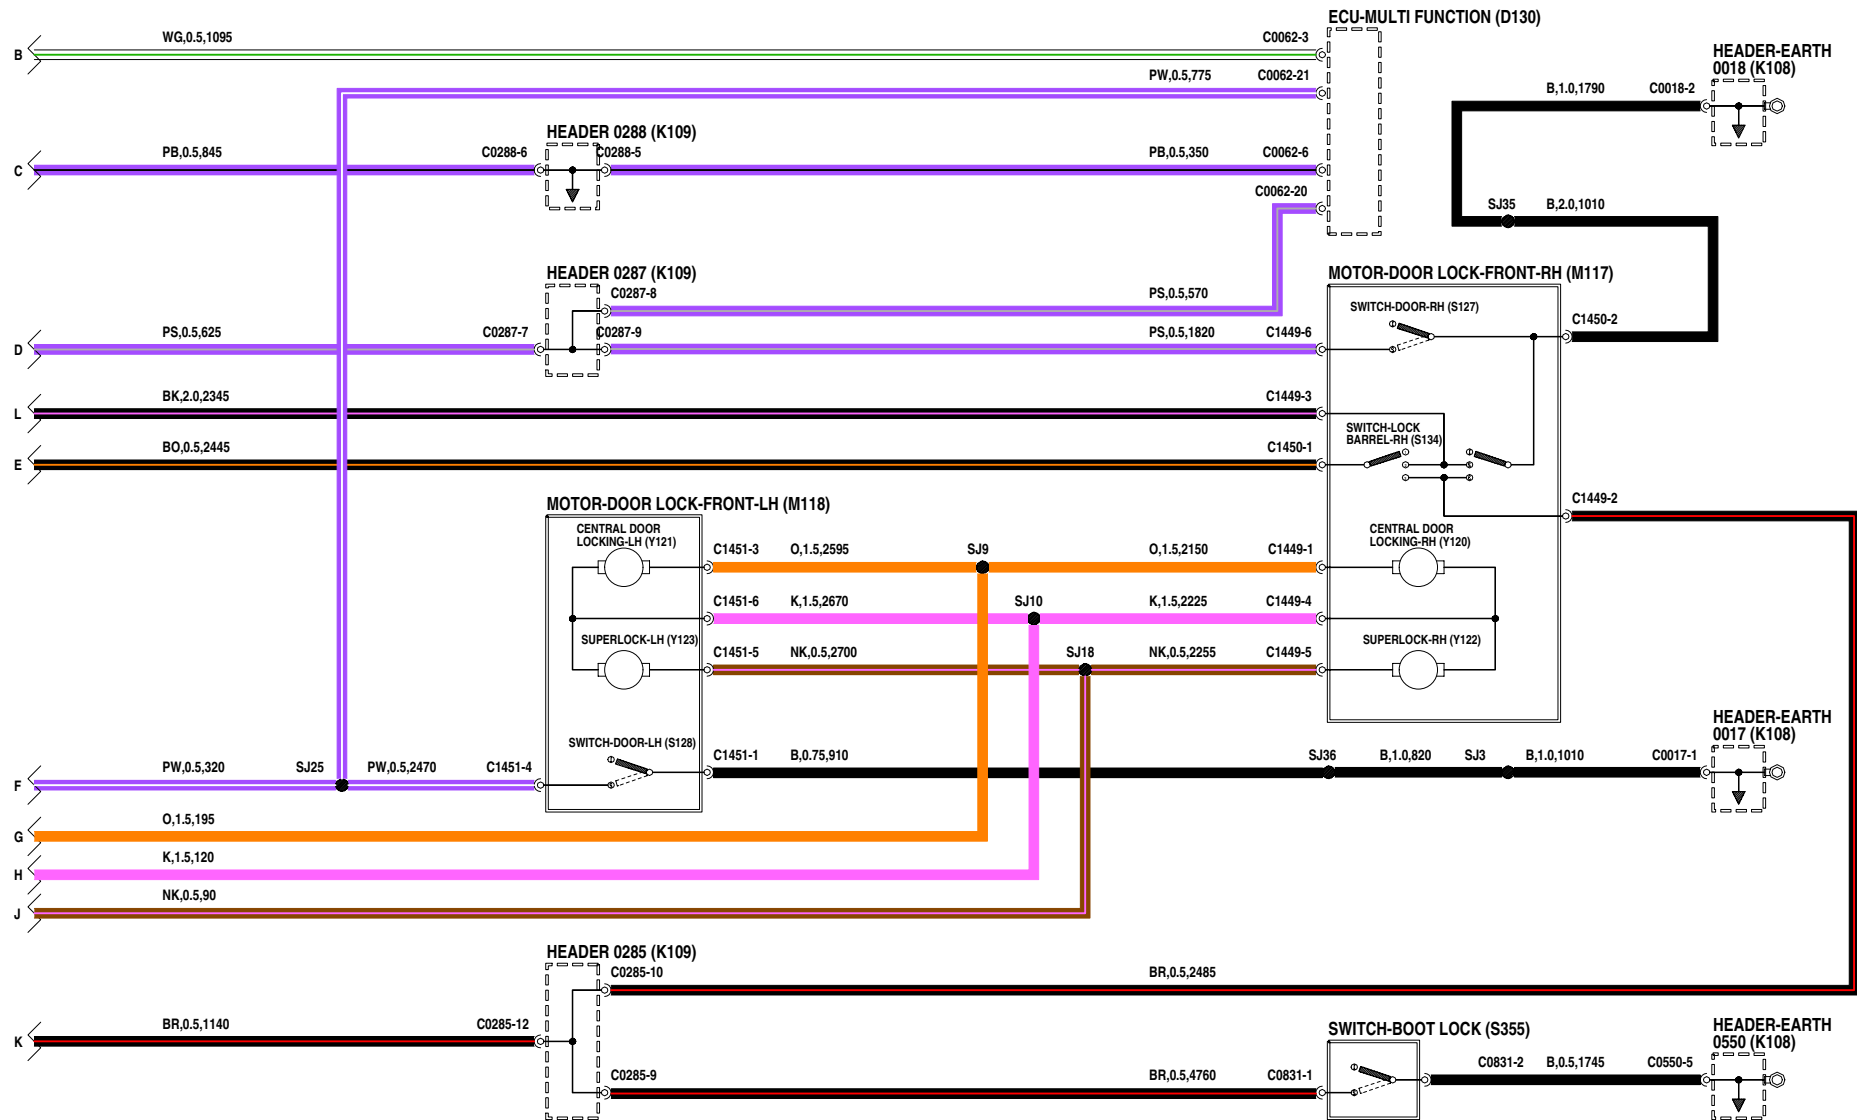 ECU-MULTI FUNCTION (D130)
B
WG,0.5,1095
C0062-3
HEADER-EARTH
0018 (K108)
PW,0.5,775
C0062-21
B,1.0,1790
C0018-2
HEADER 0288 (K109)
C
PB,0.5,845
C0288-6
C0288-5
PB,0.5,350
C0062-6
C0062-20
SJ35
B,2.0,1010
HEADER 0287 (K109)
MOTOR-DOOR LOCK-FRONT-RH (M117)
C0287-8
PS,0.5,570
SWITCH-DOOR-RH (S127)
C1450-2
D
PS,0.5,625
C0287-7
C0287-9
PS,0.5,1820
C1449-6
L
BK,2.0,2345
C1449-3
SWITCH-LOCK
BARREL-RH (S134)
E
BO,0.5,2445
C1450-1
C1449-2
MOTOR-DOOR LOCK-FRONT-LH (M118)
CENTRAL DOOR
LOCKING-LH (Y121)
CENTRAL DOOR
LOCKING-RH (Y120)
C1451-3
O,1.5,2595
SJ9
O,1.5,2150
C1449-1
C1451-6
K,1.5,2670
SJ10
K,1.5,2225
C1449-4
SUPERLOCK-LH (Y123)
SUPERLOCK-RH (Y122)
C1451-5
NK,0.5,2700
SJ18
NK,0.5,2255
C1449-5
HEADER-EARTH
0017 (K108)
SWITCH-DOOR-LH (S128)
C1451-1
B,0.75,910
SJ36
B,1.0,820
SJ3
B,1.0,1010
C0017-1
F
PW,0.5,320
SJ25
PW,0.5,2470
C1451-4
G
O,1.5,195
H
K,1.5,120
J
NK,0.5,90
HEADER 0285 (K109)
C0285-10
BR,0.5,2485
K
BR,0.5,1140
C0285-12
SWITCH-BOOT LOCK (S355)
HEADER-EARTH
0550 (K108)
C0285-9
BR,0.5,4760
C0831-1
C0831-2
B,0.5,1745
C0550-5